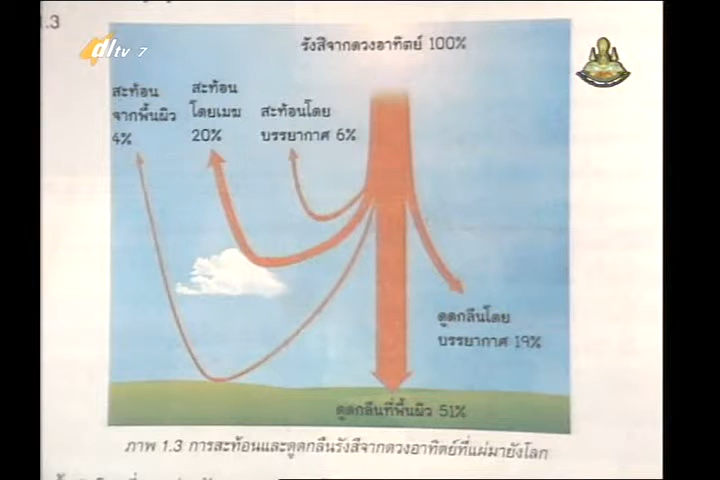 .3
dltv 7
รังสีจากดวงอาทิตย์ 100%
สะท้อน
จากพื้นผิว
4%
สะท้อน
โดยเมฆ
20%
สะท้อนโดย
บรรยากาศ 6%
ดูดกลืนโดย
บรรยากาศ 19%
ดูดกลืนที่พื้นผิว 51%
ภาพ 1.3 การสะท้อนและดูดกลืนรังสีจากดวงอาทิตย์ที่แผ่มายังโลก